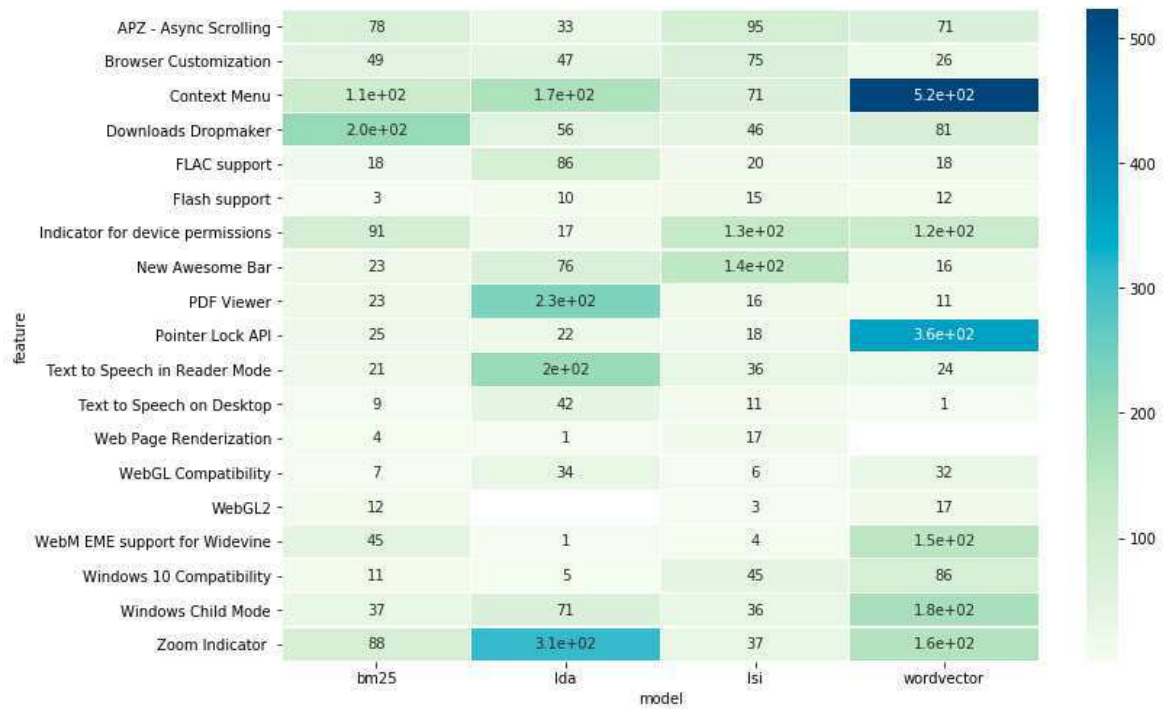 APZ - Async Scrolling 78 33 95 71
Browser Customization 49 47 75 26
Context Menu 1.1e+02 1.7e+02 71 5.2e+02
Downloads Dropmaker 2.0e+02 56 46 81
FLAC support 18 86 20 18
Flash support 3 10 15 12
Indicator for device permissions 91 17 1.3e+02 1.2e+02
New Awesome Bar 23 76 1.4e+02 16
PDF Viewer 23 2.3e+02 16 11
Pointer Lock API 25 22 18 3.6e+02
Text to Speech in Reader Mode 21 2e+02 36 24
Text to Speech on Desktop 9 42 11 1
Web Page Renderization 4 1 17
WebGL Compatibility 7 34 6 32
WebGL2 12 3 17
WebM EME support for Widevine 45 1 4 1.5e+02
Windows 10 Compatibility 11 5 45 86
Windows Child Mode 37 71 36 1.8e+02
Zoom Indicator 88 3.1e+02 37 1.6e+02
bm25 lda lsi wordvector
model
feature
500
400
300
200
100